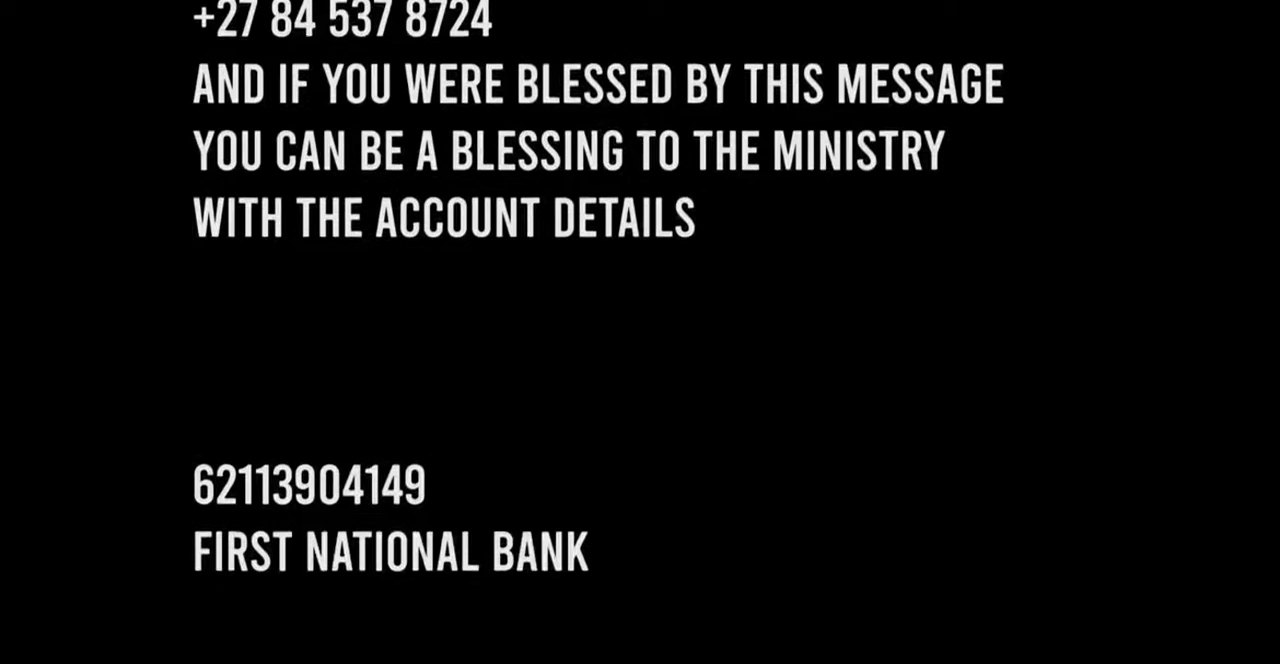 +27 84 537 8724
AND IF YOU WERE BLESSED BY THIS MESSAGE
YOU CAN BE A BLESSING TO THE MINISTRY
WITH THE ACCOUNT DETAILS
62113904149
FIRST NATIONAL BANK